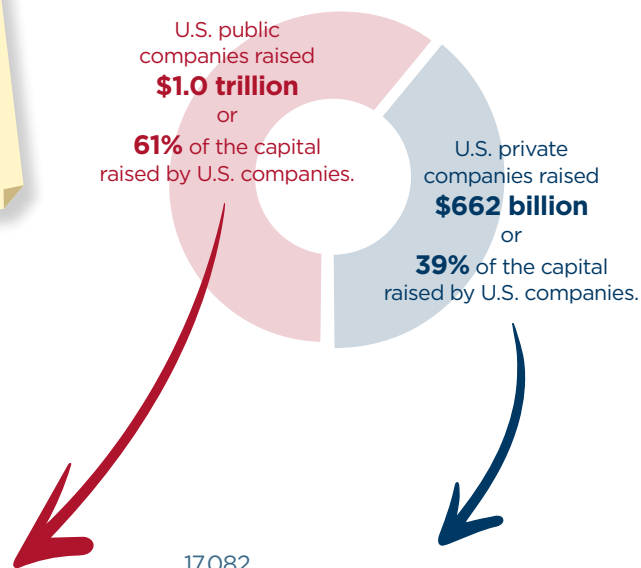 U.S. public
companies raised
$1.0 trillion
or
61% of the capital
raised by U.S. companies.
U.S. private
companies raised
$662 billion
or
39% of the capital
raised by U.S. companies.
17,082